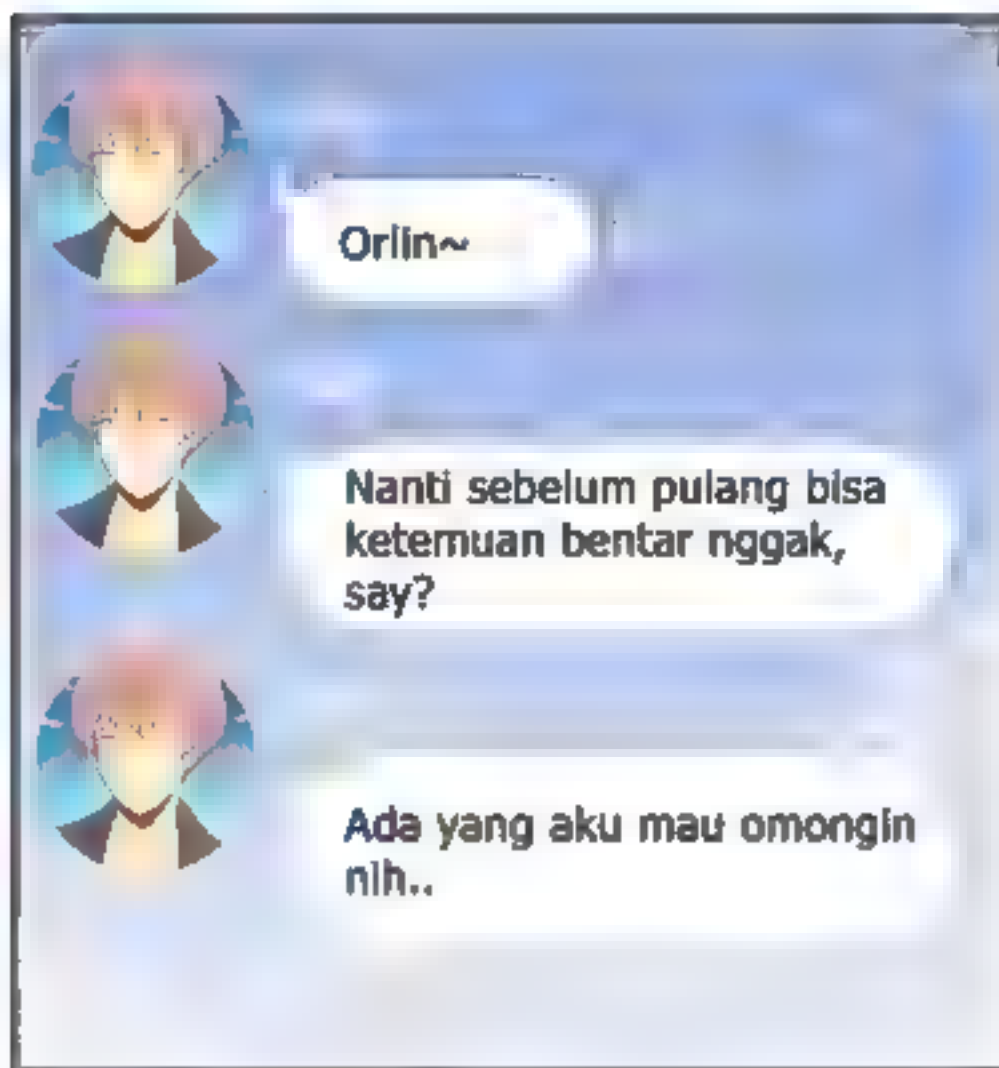 Orlin~
Nanti sebelum pulang bisa
ketemuan bentar nggak,
say?
Ada yang aku mau omongin
nih..